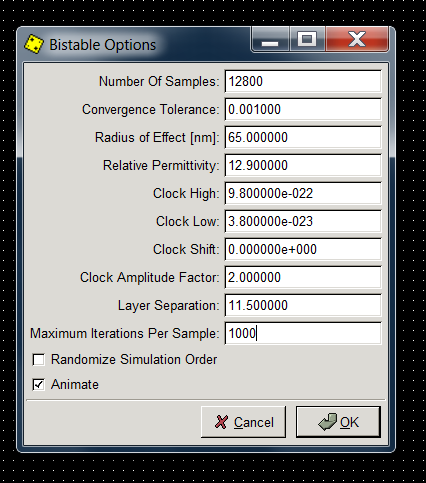 Bistable Options
Number Of Samples: 12800
Convergence Tolerance: 0.001000
Radius of Effect [nm]: 65.000000
Relative Permittivity: 12.900000
Clock High: 9.800000e-022
Clock Low: 3.800000e-023
Clock Shift: 0.000000e+000
Clock Amplitude Factor: 2.000000
Layer Separation: 11.500000
Maximum Iterations Per Sample: 1000
Randomize Simulation Order
Animate
Cancel OK